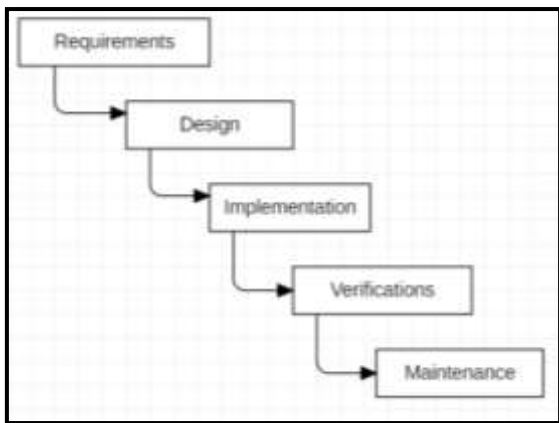 Requirements
Design
Implementation
Verifications
Maintenance